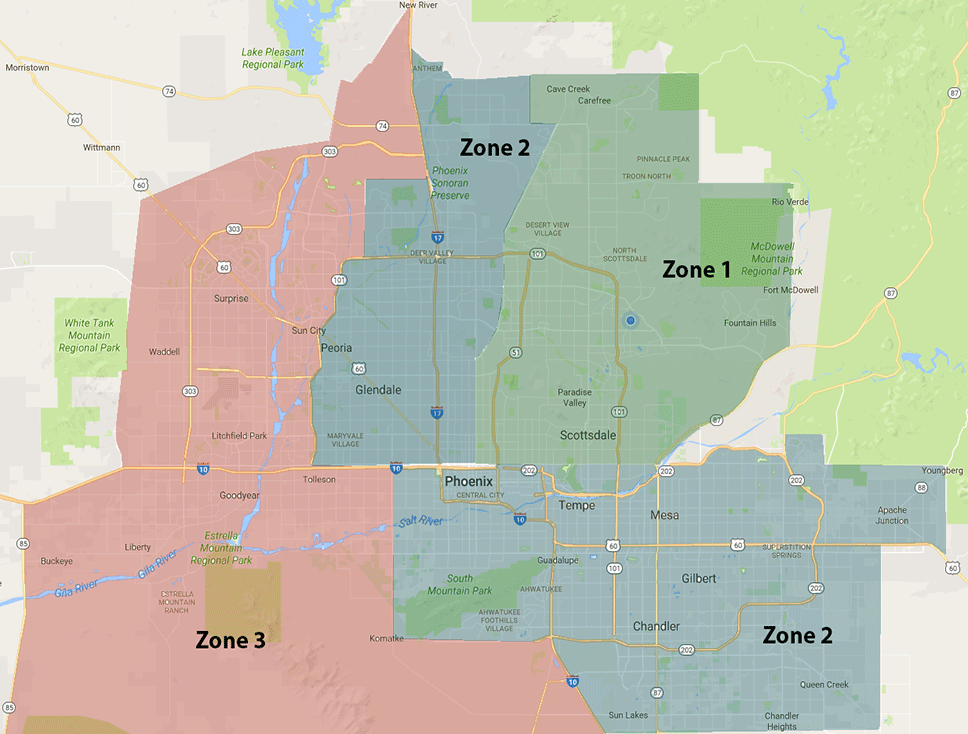 New River
Lake Pleasant
Regional Park
Morristown
ANTHEM
74
87
Cave Creek
Carefree
60
74
Wittmann
303
Zone 2
PINNACLE PEAK
TROON NORTH
60
Phoenix
Sonoran
Preserve
Rio Verde
303
17
DESERT VIEW
VILLAGE
McDowell
Mountain
Regional Park
60
DEER VALLEY
VILLAGE
101
NORTH
SCOTTSDALE
Zone 1
101
Fort McDowell
87
Surprise
White Tank
Mountain
Regional Park
Sun City
Fountain Hills
Waddell
Peoria
51
60
303
Glendale
Paradise
Valley
17
101
87
Litchfield Park
MARYVALE
VILLAGE
Scottsdale
10
10
202
202
Tolleson
Phoenix
202
Youngberg
88
Goodyear
CENTRAL CITY
Tempe
Mesa
Apache
Junction
Salt River
10
Estrella
Mountain
Regional Park
85
Liberty
60
60
SUPERSTITION
SPRINGS
Buckeye
Gila River
Guadalupe
101
60
Gila River
South
Mountain Park
AHWATUKEE
Gilbert
202
ESTRELLA
MOUNTAIN
RANCH
AHWATUKEE
FOOTHILLS
VILLAGE
Zone 3
Komatke
Chandler
Zone 2
202
10
87
Queen Creek
85
Sun Lakes
Chandler
Heights